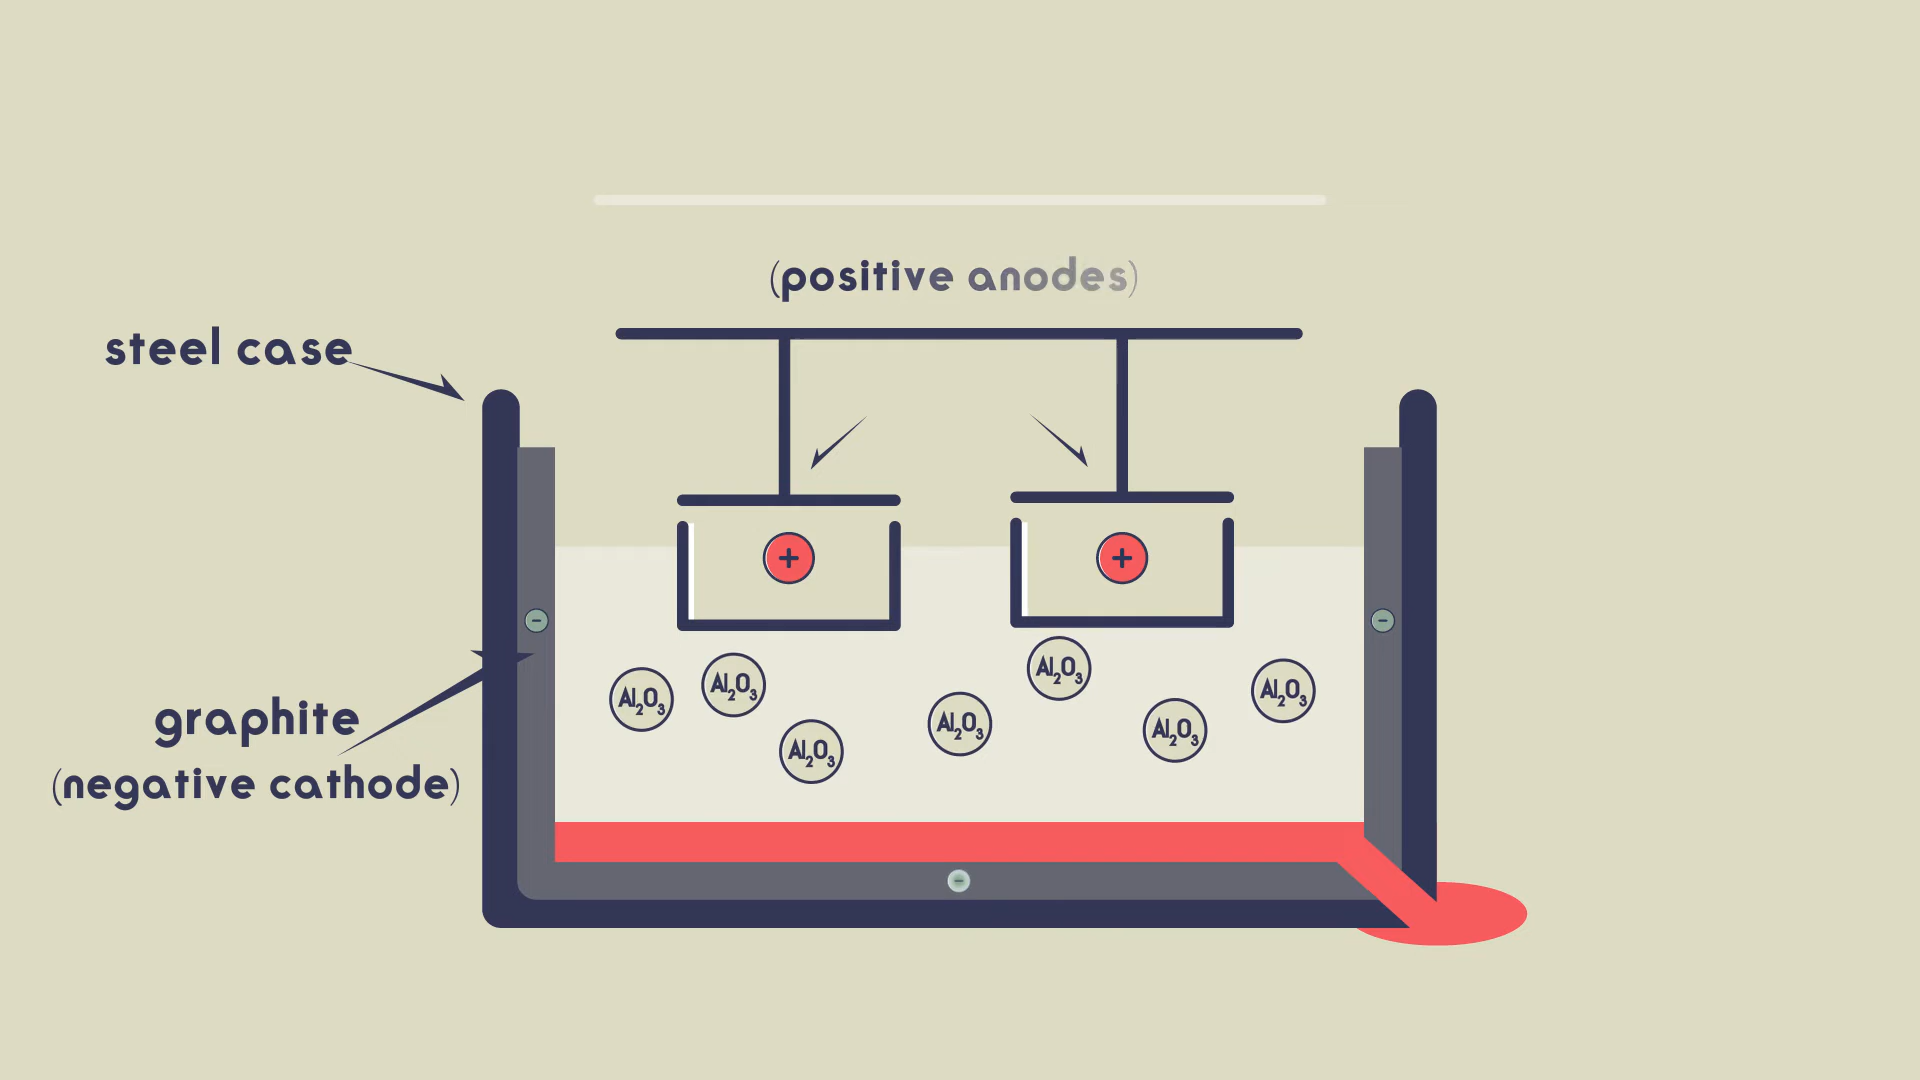 (positive anodes)
steel case
+
+
−
−
Al₂O₃
Al₂O₃
Al₂O₃
Al₂O₃
Al₂O₃
Al₂O₃
Al₂O₃
graphite
(negative cathode)
−